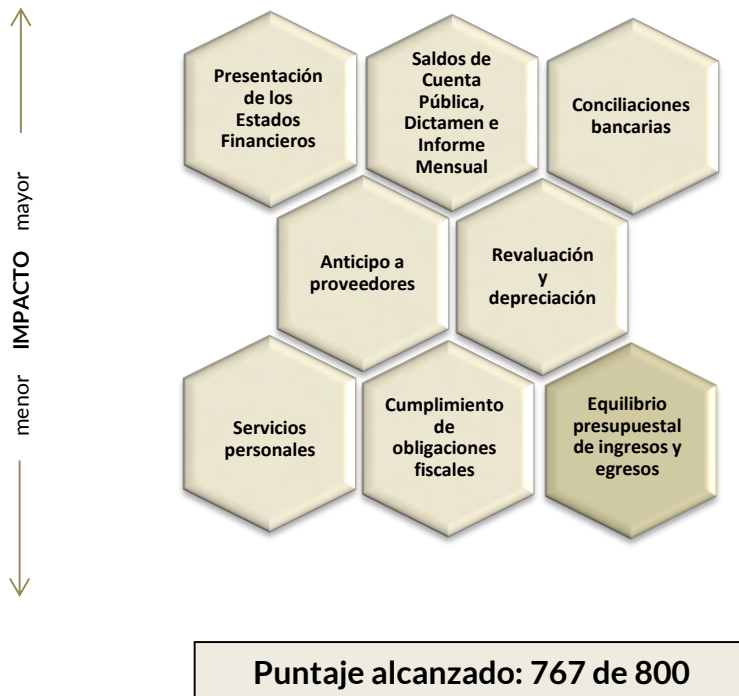 mayor
IMPACTO
menor
Presentación
de los
Estados
Financieros
Saldos de
Cuenta
Pública,
Dictamen e
Informe
Mensual
Conciliaciones
bancarias
Anticipo a
proveedores
Revaluación
y
depreciación
Servicios
personales
Cumplimiento
de
obligaciones
fiscales
Equilibrio
presupuestal
de ingresos y
egresos
Puntaje alcanzado: 767 de 800